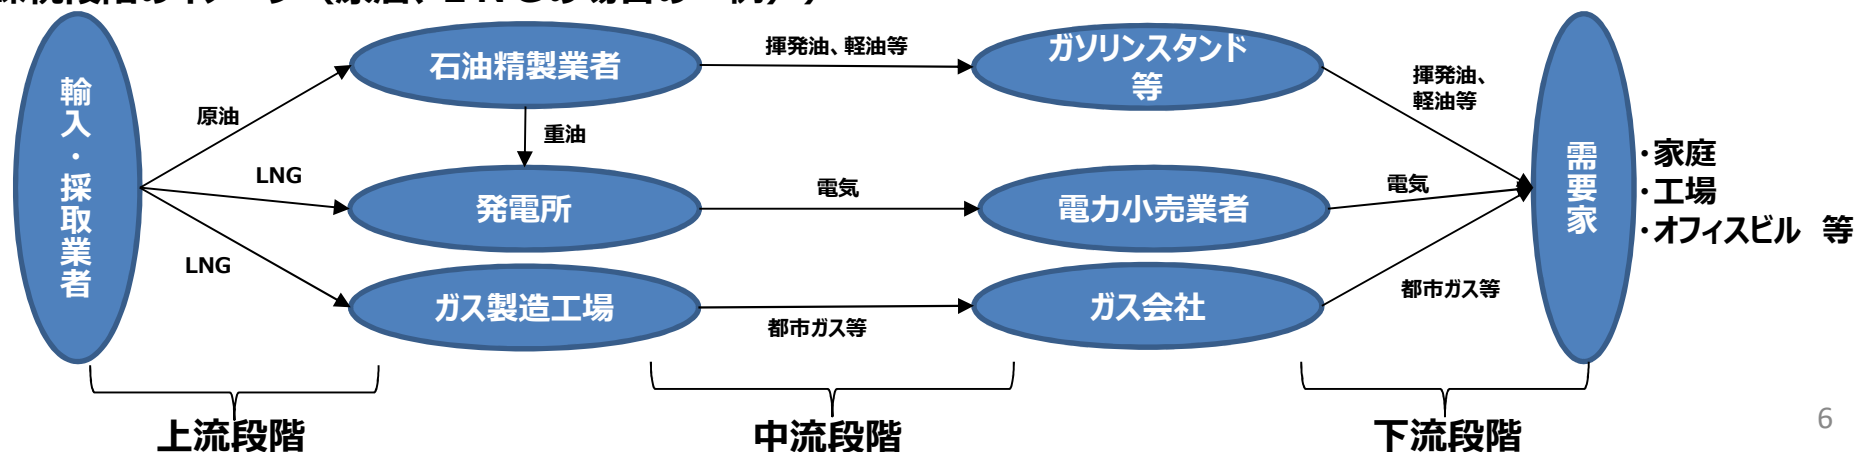 輸入・採取業者
原油
LNG
LNG
石油精製業者
重油
発電所
ガス製造工場
揮発油、軽油等
電気
都市ガス等
ガソリンスタンド
等
電力小売業者
ガス会社
揮発油、
軽油等
電気
都市ガス等
需要家
・家庭
・工場
・オフィスビル 等
上流段階
中流段階
下流段階
6